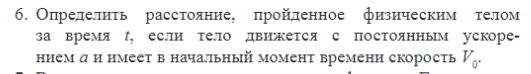 6. Определить расстояние, пройденное физическим телом
за время t, если тело движется с постоянным ускоре-
нием a и имеет в начальный момент времени скорость V₀.